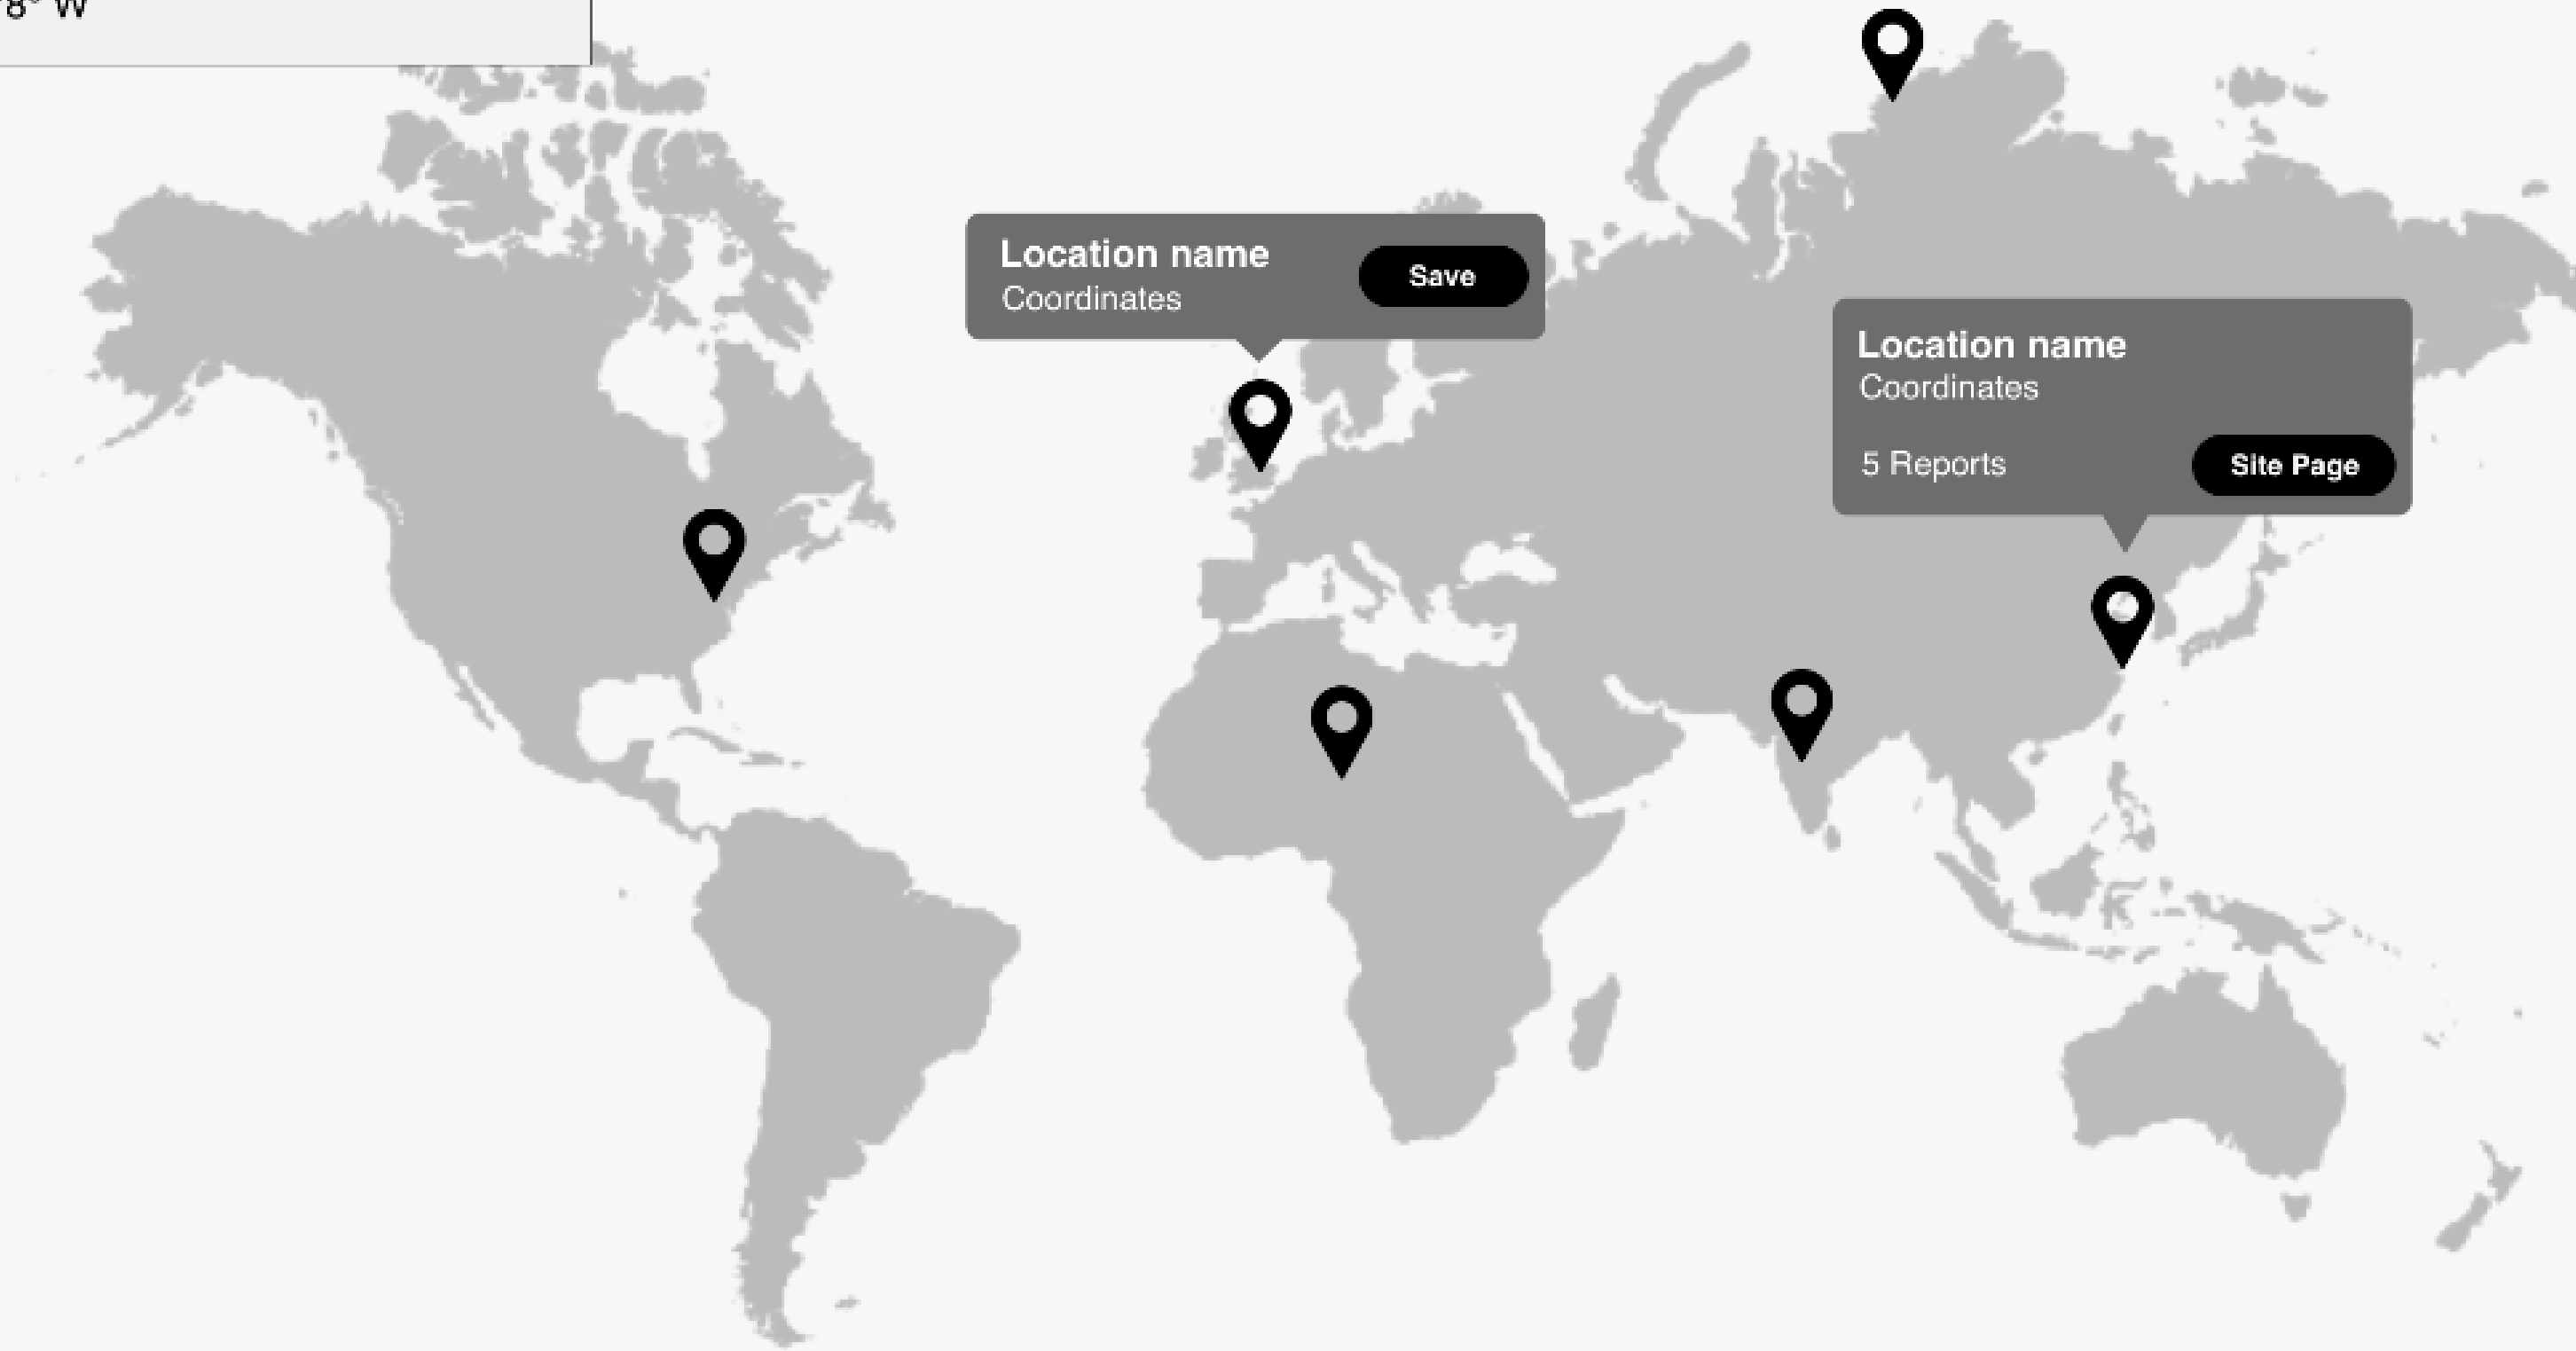 8° W
Location name
Coordinates
Save
Location name
Coordinates
5 Reports
Site Page